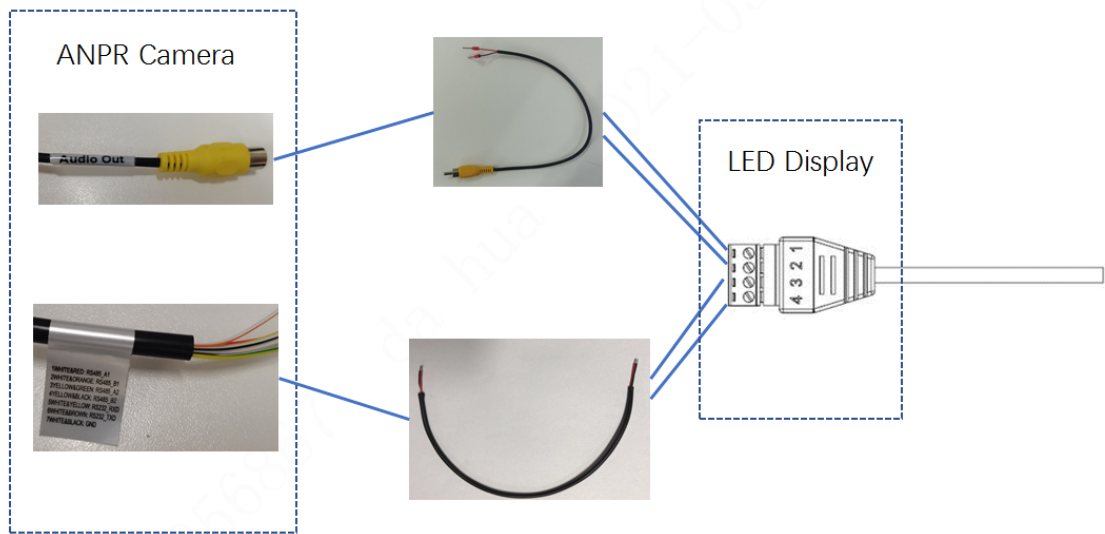 ANPR Camera
Audio Out
LED Display
4 3 2 1
1WHITE&RED: RS485_A1
2WHITE&ORANGE: RS485_B1
3YELLOW&GREEN: RS485_A2
4YELLOW&BLACK: RS485_B2
5WHITE&YELLOW: RS232_RXD
6WHITE&BROWN: RS232_TXD
7WHITE&BLACK: GND